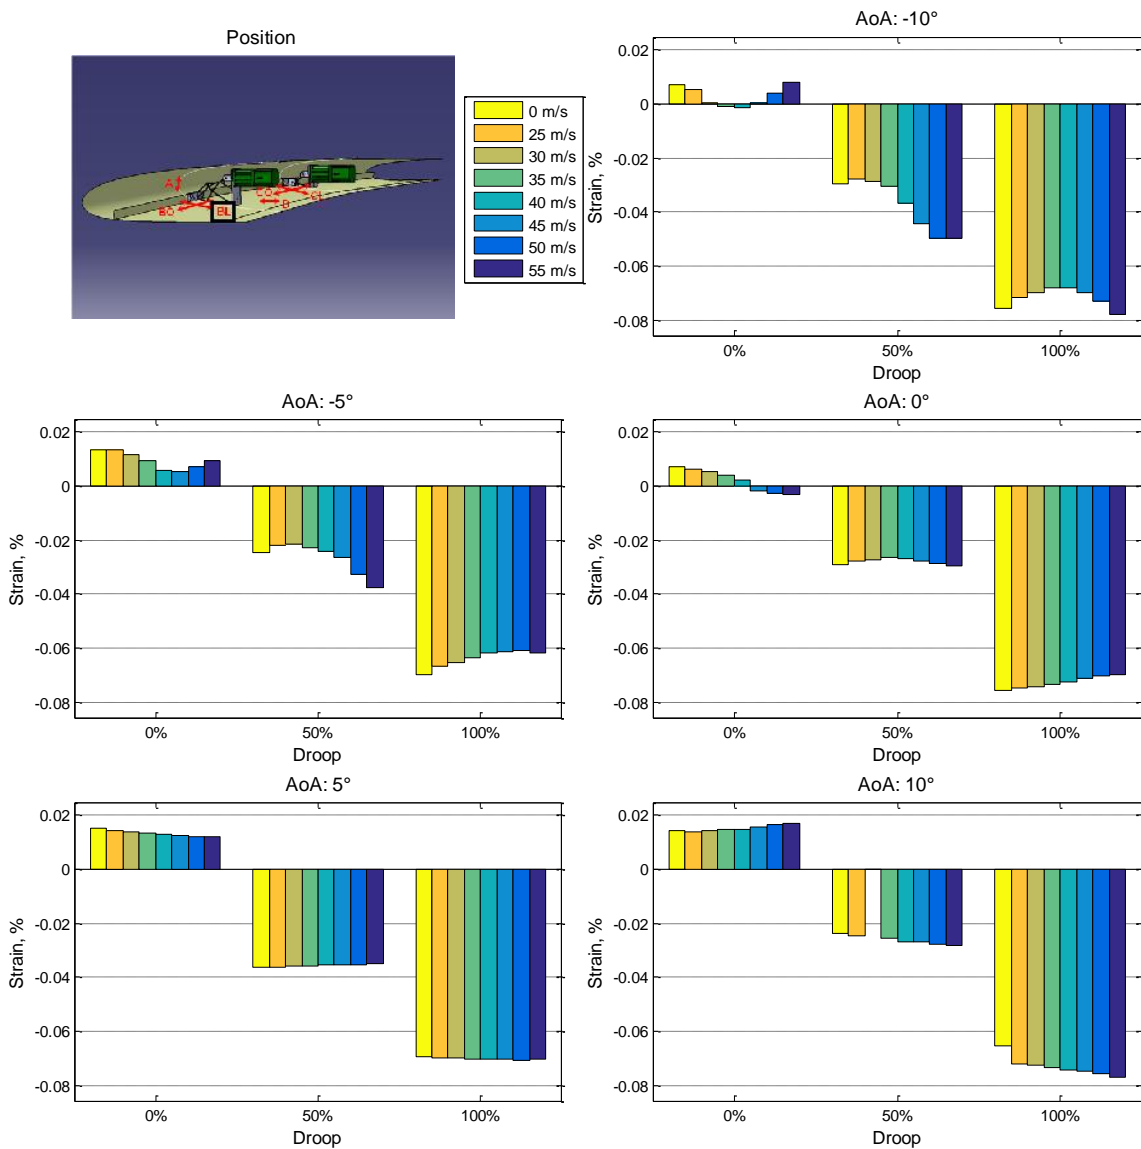 Position
A
BO
BL
CO
B
CL
0 m/s
25 m/s
30 m/s
35 m/s
40 m/s
45 m/s
50 m/s
55 m/s
AoA: -10°
0.02
0
-0.02
-0.04
-0.06
-0.08
Strain, %
0% 50% 100%
Droop
AoA: -5°
0.02
0
-0.02
-0.04
-0.06
-0.08
Strain, %
0% 50% 100%
Droop
AoA: 0°
0.02
0
-0.02
-0.04
-0.06
-0.08
Strain, %
0% 50% 100%
Droop
AoA: 5°
0.02
0
-0.02
-0.04
-0.06
-0.08
Strain, %
0% 50% 100%
Droop
AoA: 10°
0.02
0
-0.02
-0.04
-0.06
-0.08
Strain, %
0% 50% 100%
Droop